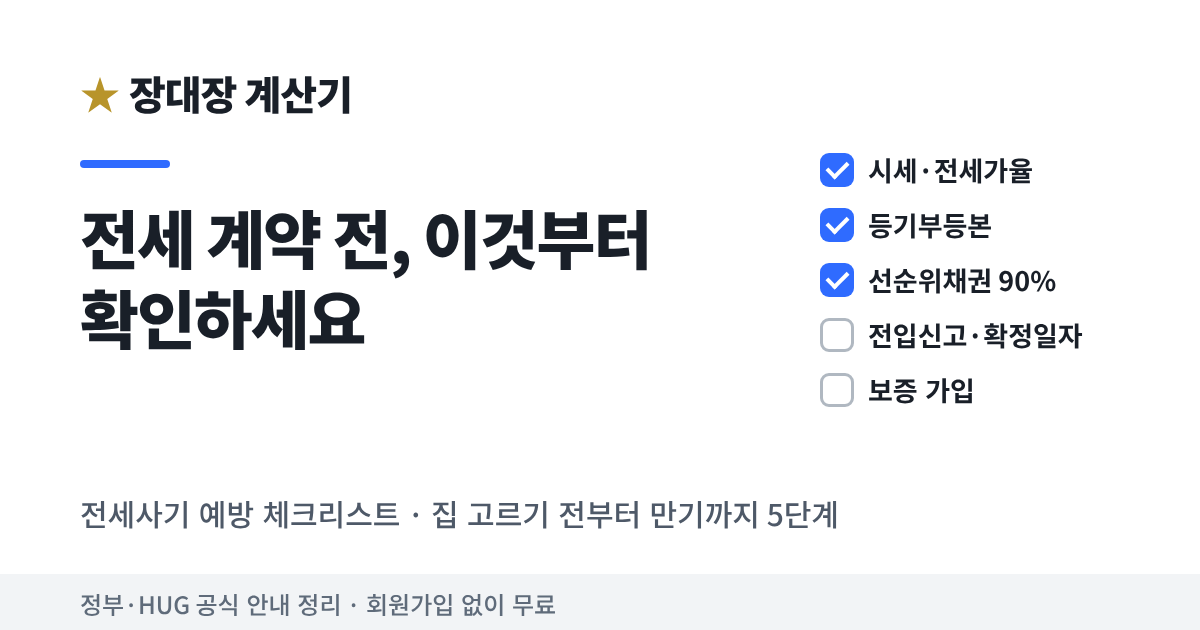 ★ 장대장 계산기
전세 계약 전, 이것부터
확인하세요
시세·전세가율
등기부등본
선순위채권 90%
전입신고·확정일자
보증 가입
전세사기 예방 체크리스트 · 집 고르기 전부터 만기까지 5단계
정부·HUG 공식 안내 정리 · 회원가입 없이 무료